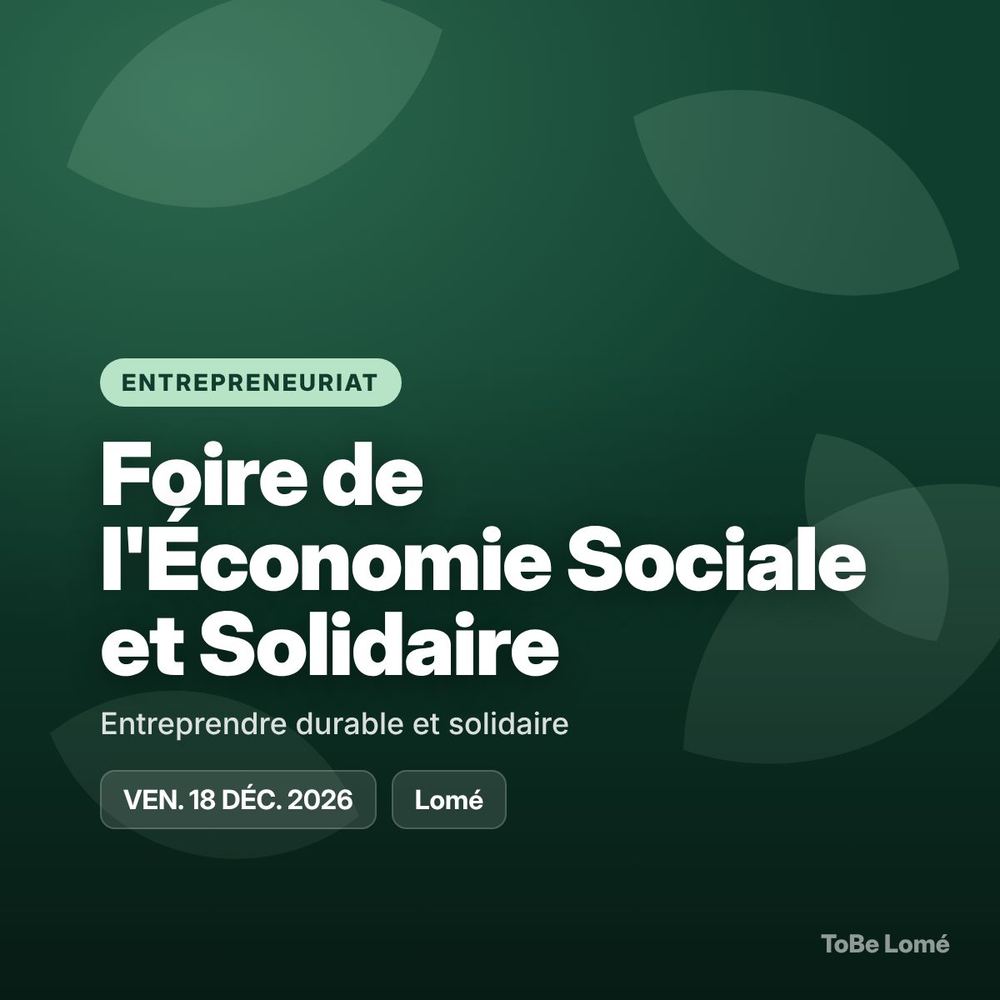 ENTREPRENEURIAT
Foire de
l'Économie Sociale
et Solidaire
Entreprendre durable et solidaire
VEN. 18 DÉC. 2026
Lomé
ToBe Lomé